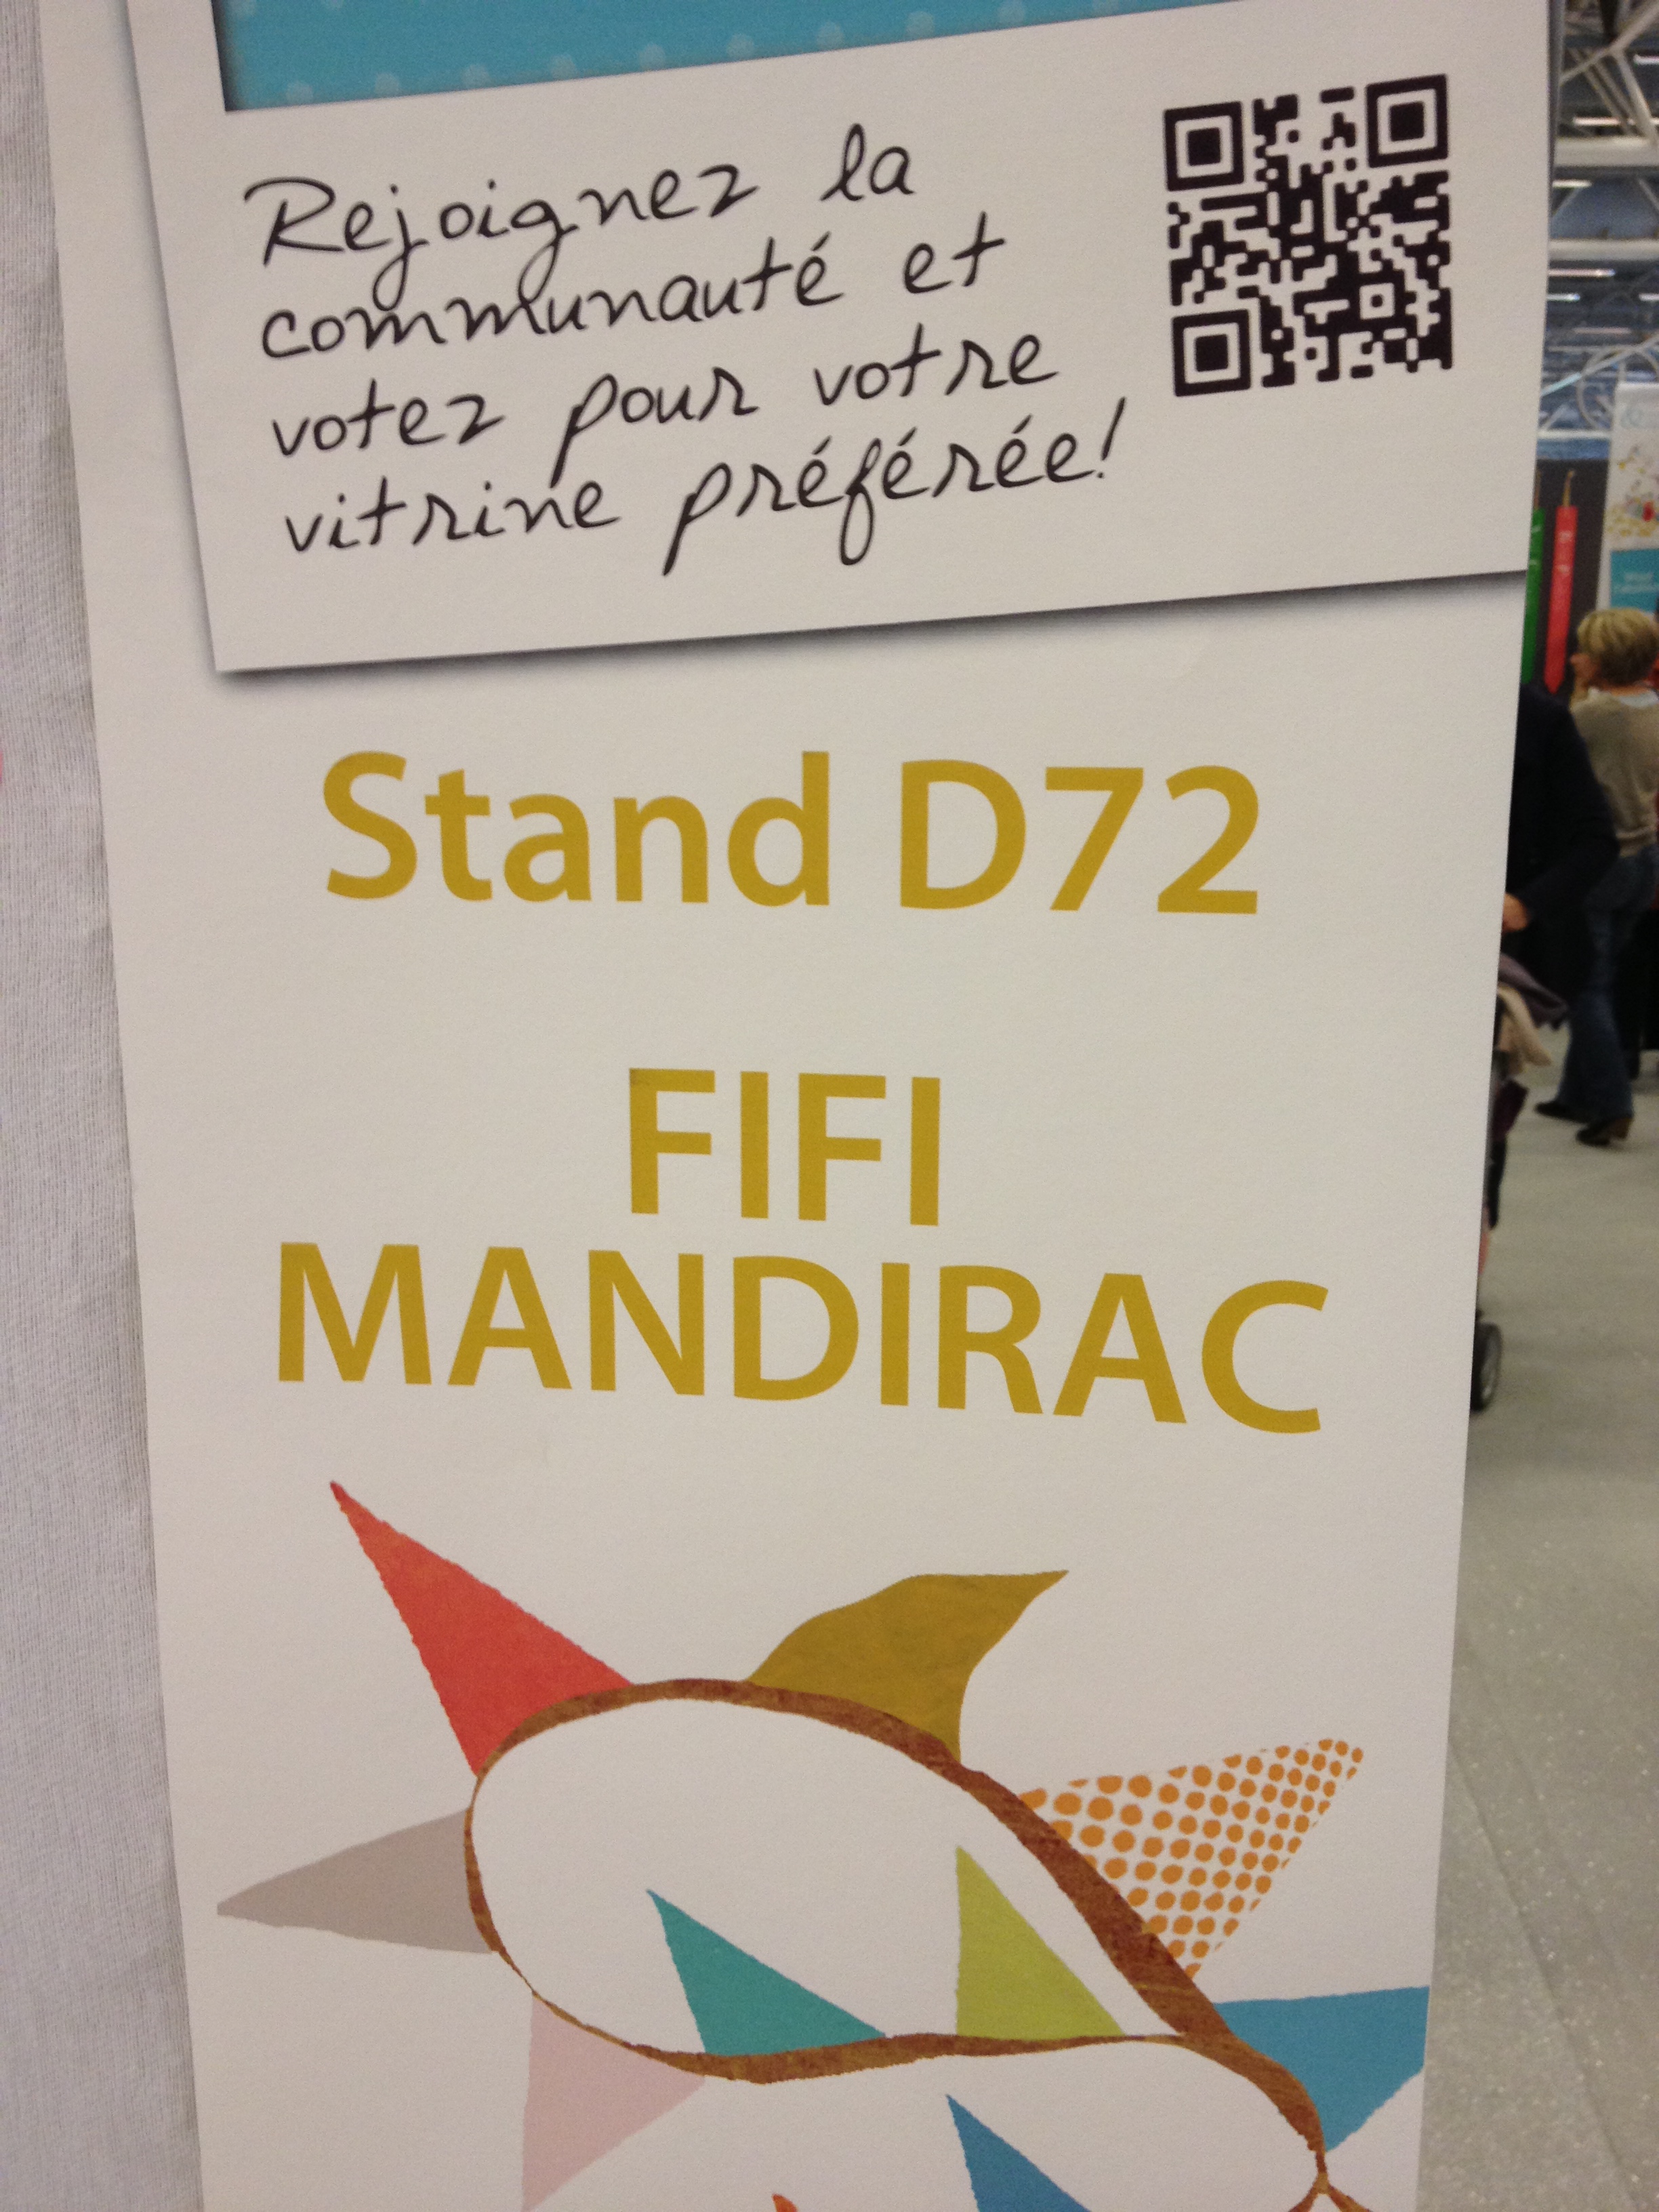 Rejoignez la
communauté et
votez pour votre
vitrine préférée!
Stand D72
FIFI
MANDIRAC